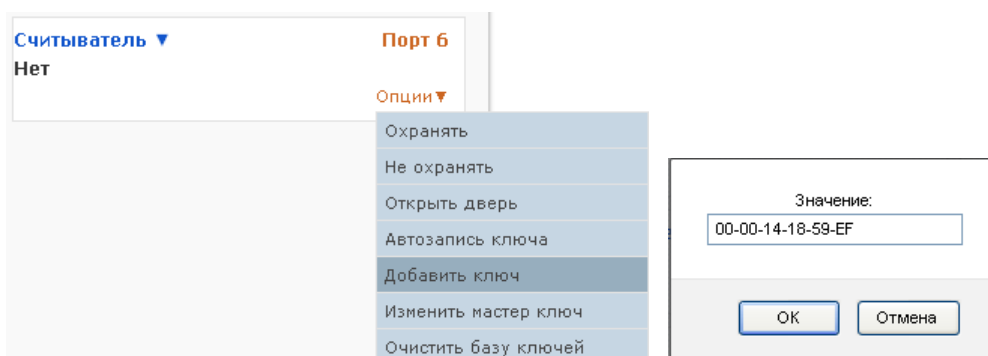 Считыватель ▼ Порт 6
Нет
Опции▼
Охранять
Не охранять
Открыть дверь
Автозапись ключа
Добавить ключ
Изменить мастер ключ
Очистить базу ключей
Значение:
00-00-14-18-59-EF
OK Отмена